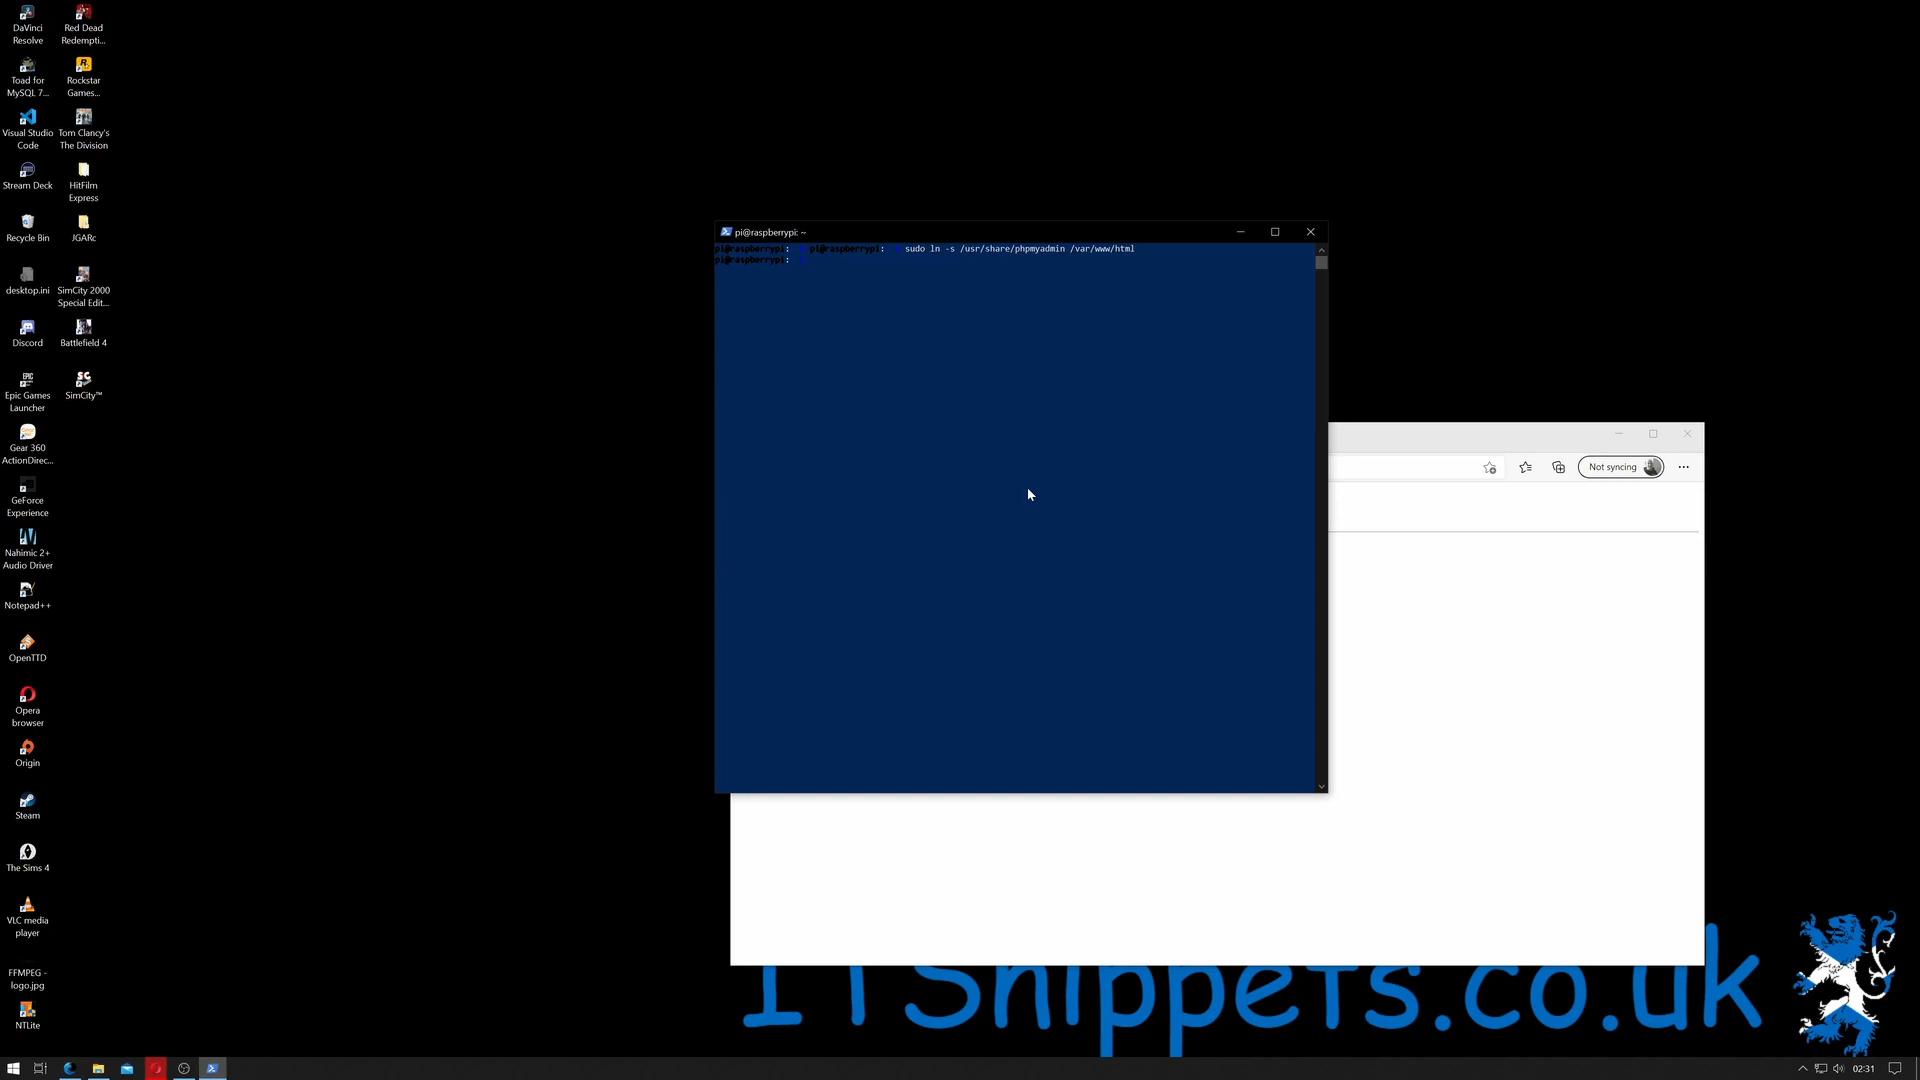 DaVinci
Resolve
Red Dead
Redempti...
Toad for
MySQL 7...
Rockstar
Games...
Visual Studio
Code
Tom Clancy's
The Division
Stream Deck
HitFilm
Express
Recycle Bin
JGARc
desktop.ini
SimCity 2000
Special Edit...
Discord
Battlefield 4
Epic Games
Launcher
SimCity™
Gear 360
ActionDirec...
GeForce
Experience
Nahimic 2+
Audio Driver
Notepad++
OpenTTD
Opera
browser
Origin
Steam
The Sims 4
VLC media
player
FFMPEG -
logo.jpg
NTLite
pi@raspberrypi: ~
pi@raspberrypi: pi@raspberrypi: sudo ln -s /usr/share/phpmyadmin /var/www/html
pi@raspberrypi:
Not syncing
ITSnippets.co.uk
02:31